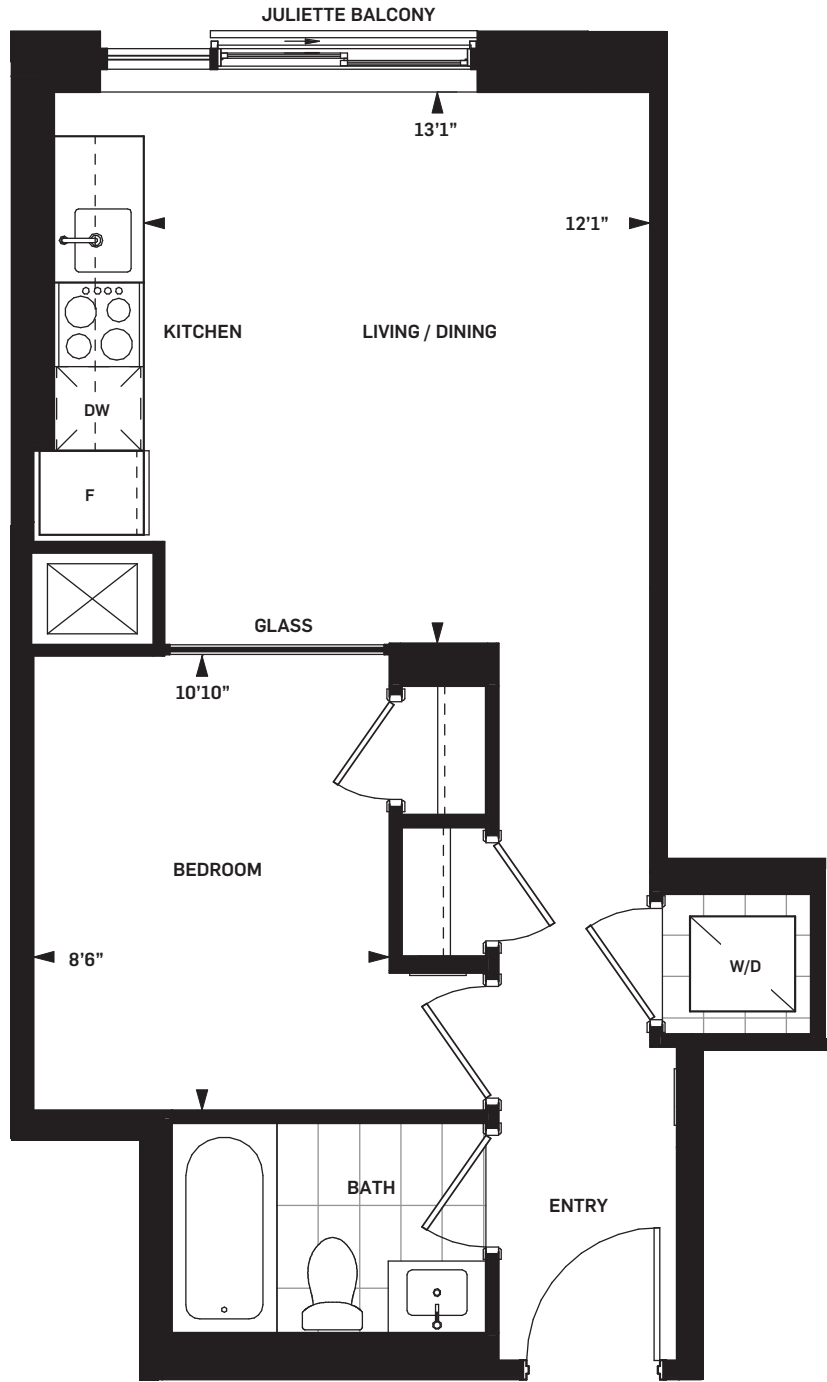 JULIETTE BALCONY
13'1”
12'1”
KITCHEN
LIVING / DINING
DW
F
GLASS
10'10”
BEDROOM
8'6”
W/D
BATH
ENTRY